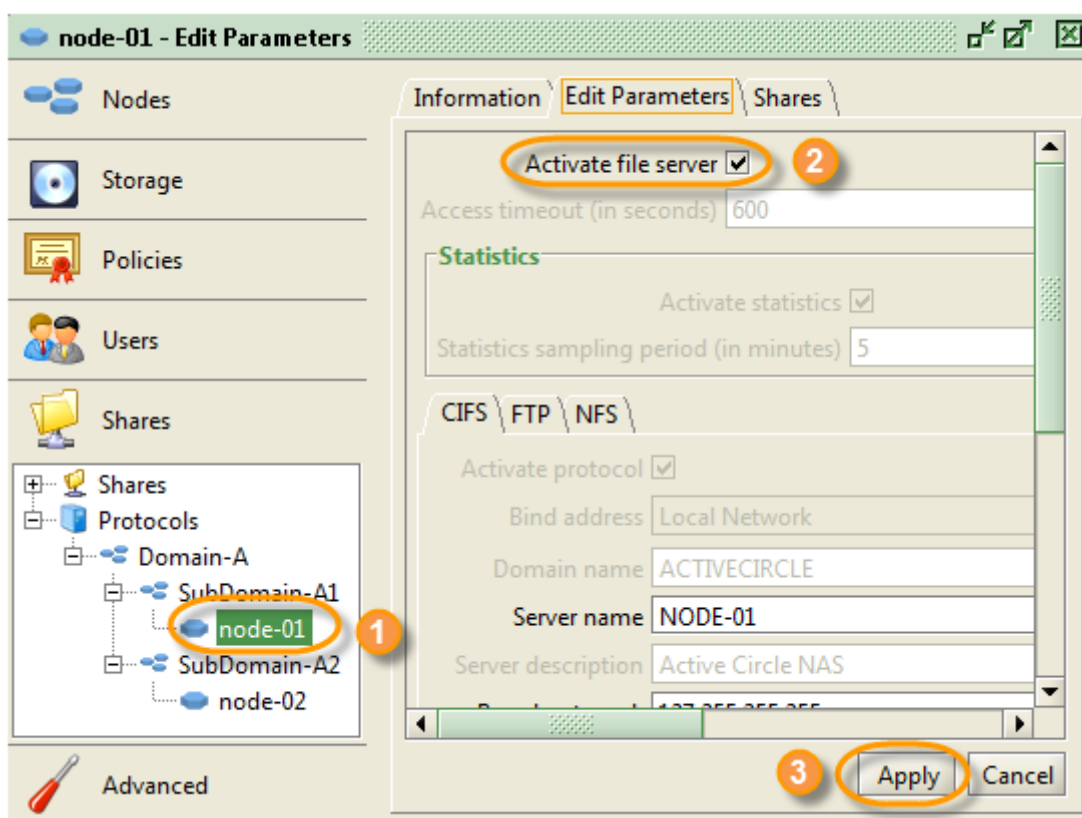 node-01 - Edit Parameters
Nodes
Storage
Policies
Users
Shares
Shares
Protocols
Domain-A
SubDomain-A1
node-01
1
SubDomain-A2
node-02
Advanced
Information
Edit Parameters
Shares
Activate file server
2
Access timeout (in seconds) 600
Statistics
Activate statistics
Statistics sampling period (in minutes) 5
CIFS
FTP
NFS
Activate protocol
Bind address Local Network
Domain name ACTIVECIRCLE
Server name NODE-01
Server description Active Circle NAS
3
Apply
Cancel